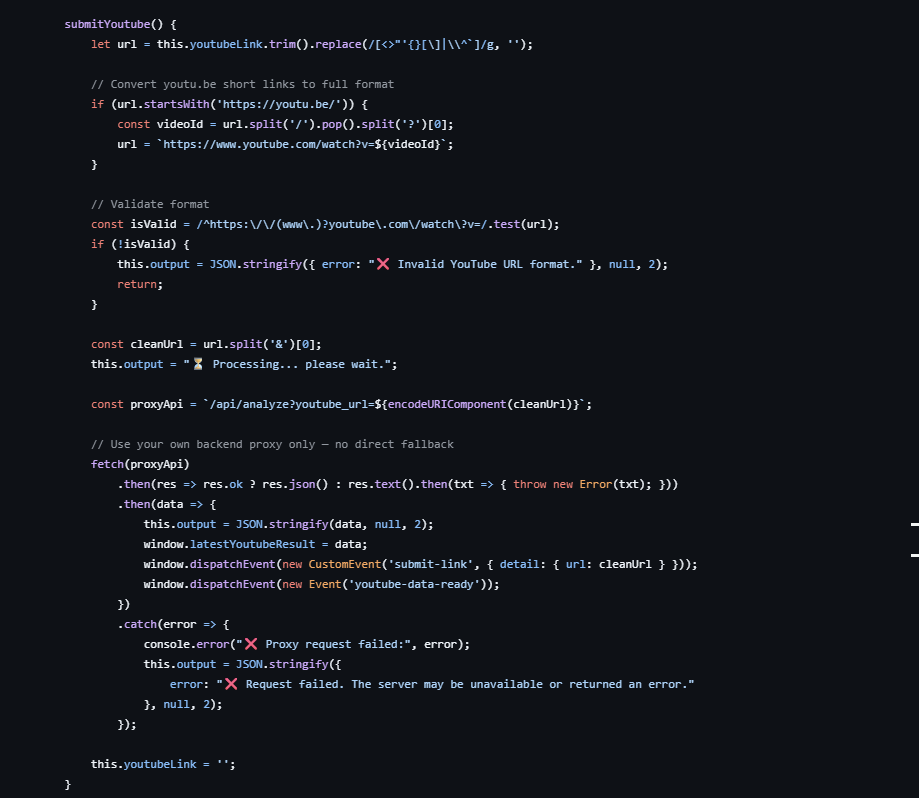 submitYoutube() {
    let url = this.youtubeLink.trim().replace(/[<>"'{}[\]|\\^`]/g, '');

    // Convert youtu.be short links to full format
    if (url.startsWith('https://youtu.be/')) {
        const videoId = url.split('/').pop().split('?')[0];
        url = `https://www.youtube.com/watch?v=${videoId}`;
    }

    // Validate format
    const isValid = /^https:\/\/(www\.)?youtube\.com\/watch\?v=/.test(url);
    if (!isValid) {
        this.output = JSON.stringify({ error: "❌ Invalid YouTube URL format." }, null, 2);
        return;
    }

    const cleanUrl = url.split('&')[0];
    this.output = "⏳ Processing... please wait.";

    const proxyApi = `/api/analyze?youtube_url=${encodeURIComponent(cleanUrl)}`;

    // Use your own backend proxy only — no direct fallback
    fetch(proxyApi)
        .then(res => res.ok ? res.json() : res.text().then(txt => { throw new Error(txt); }))
        .then(data => {
            this.output = JSON.stringify(data, null, 2);
            window.latestYoutubeResult = data;
            window.dispatchEvent(new CustomEvent('submit-link', { detail: { url: cleanUrl } }));
            window.dispatchEvent(new Event('youtube-data-ready'));
        })
        .catch(error => {
            console.error("❌ Proxy request failed:", error);
            this.output = JSON.stringify({
                error: "❌ Request failed. The server may be unavailable or returned an error."
            }, null, 2);
        });

    this.youtubeLink = '';
}